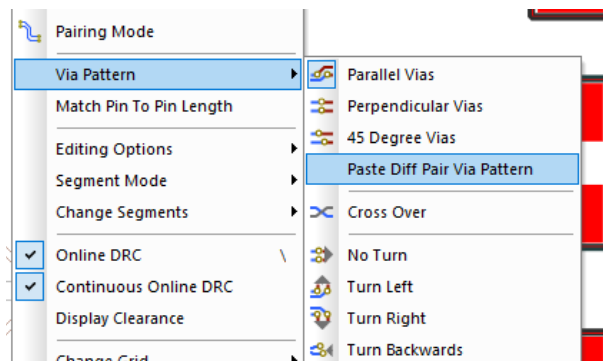 Pairing Mode
Via Pattern
Match Pin To Pin Length
Editing Options
Segment Mode
Change Segments
Online DRC \
Continuous Online DRC
Display Clearance
Change Grid
Parallel Vias
Perpendicular Vias
45 Degree Vias
Paste Diff Pair Via Pattern
Cross Over
No Turn
Turn Left
Turn Right
Turn Backwards